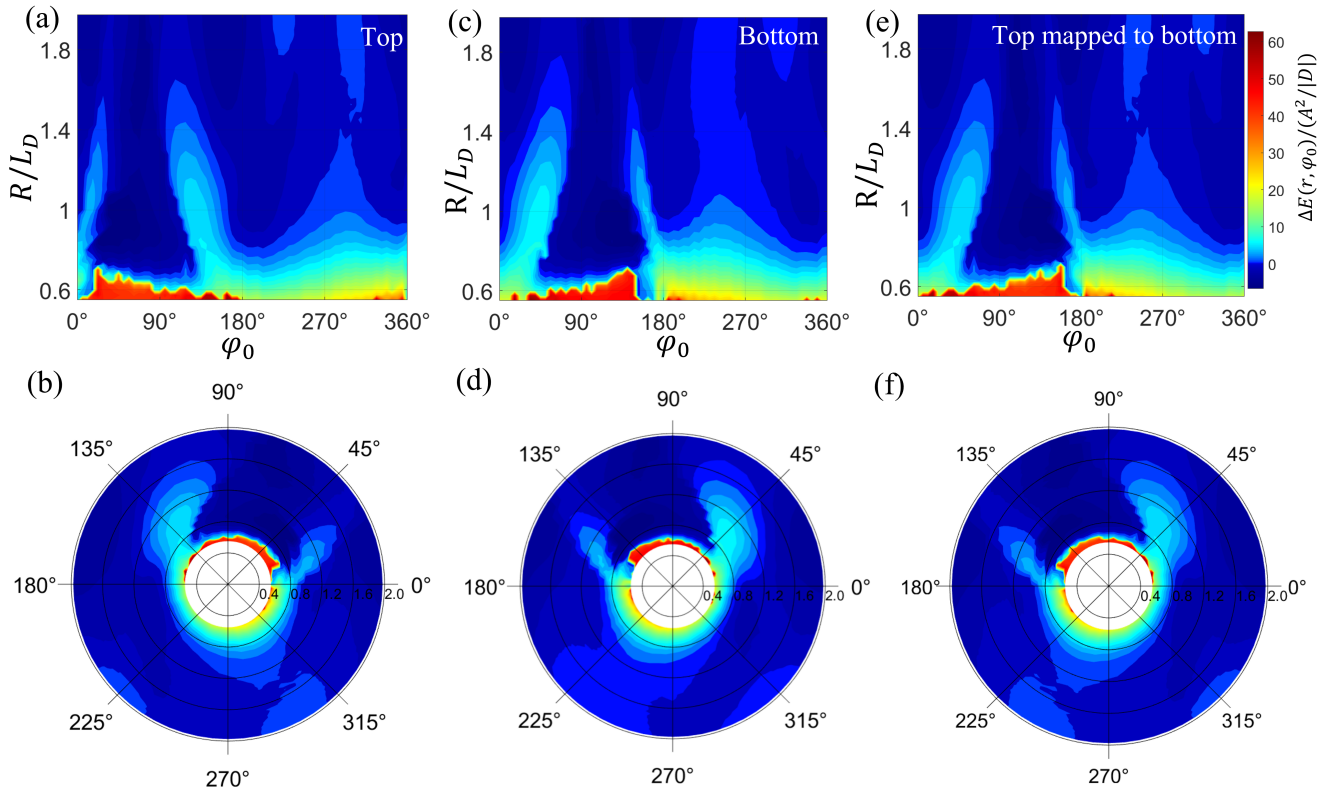 (a)
Top
1.8
1.4
1
0.6
R/L_D
0° 90° 180° 270° 360°
φ₀
(c)
Bottom
1.8
1.4
1
0.6
R/L_D
0° 90° 180° 270° 360°
φ₀
(e)
Top mapped to bottom
1.8
1.4
1
0.6
R/L_D
0° 90° 180° 270° 360°
φ₀
60
50
40
30
20
10
0
ΔE(r, φ₀)/(A²/|D|)
(b)
90°
135° 45°
180° 0.4 0.8 1.2 1.6 2.0 0°
225° 315°
270°
(d)
90°
135° 45°
180° 0.4 0.8 1.2 1.6 2.0 0°
225° 315°
270°
(f)
90°
135° 45°
180° 0.4 0.8 1.2 1.6 2.0 0°
225° 315°
270°